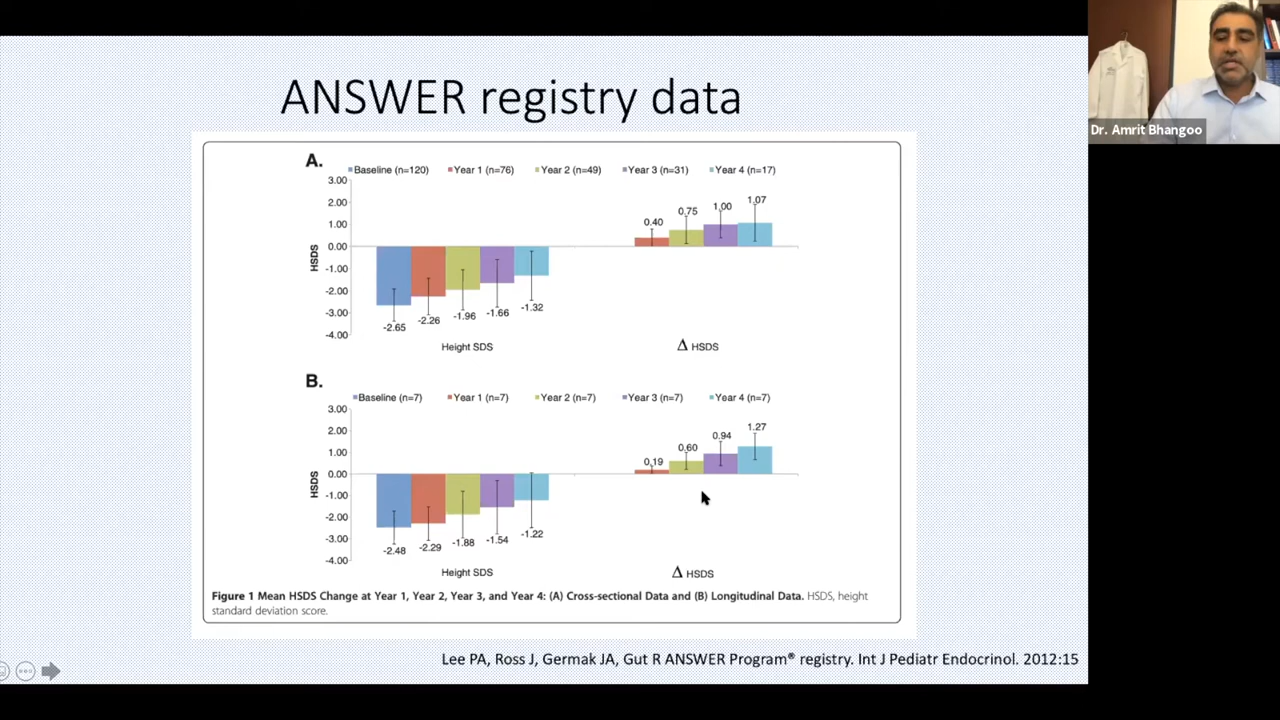 ANSWER registry data
Dr. Amrit Bhangoo
A.
Baseline (n=120) Year 1 (n=76) Year 2 (n=49) Year 3 (n=31) Year 4 (n=17)
3.00
2.00
1.00
0.00
-1.00
-2.00
-3.00
-4.00
HSDS
-2.65
-2.26
-1.96
-1.66
-1.32
0.40
0.75
1.00
1.07
Height SDS
Δ HSDS
B.
Baseline (n=7) Year 1 (n=7) Year 2 (n=7) Year 3 (n=7) Year 4 (n=7)
3.00
2.00
1.00
0.00
-1.00
-2.00
-3.00
-4.00
HSDS
-2.48
-2.29
-1.88
-1.54
-1.22
0.19
0.60
0.94
1.27
Height SDS
Δ HSDS
Figure 1 Mean HSDS Change at Year 1, Year 2, Year 3, and Year 4: (A) Cross-sectional Data and (B) Longitudinal Data. HSDS, height
standard deviation score.
Lee PA, Ross J, Germak JA, Gut R ANSWER Program® registry. Int J Pediatr Endocrinol. 2012:15